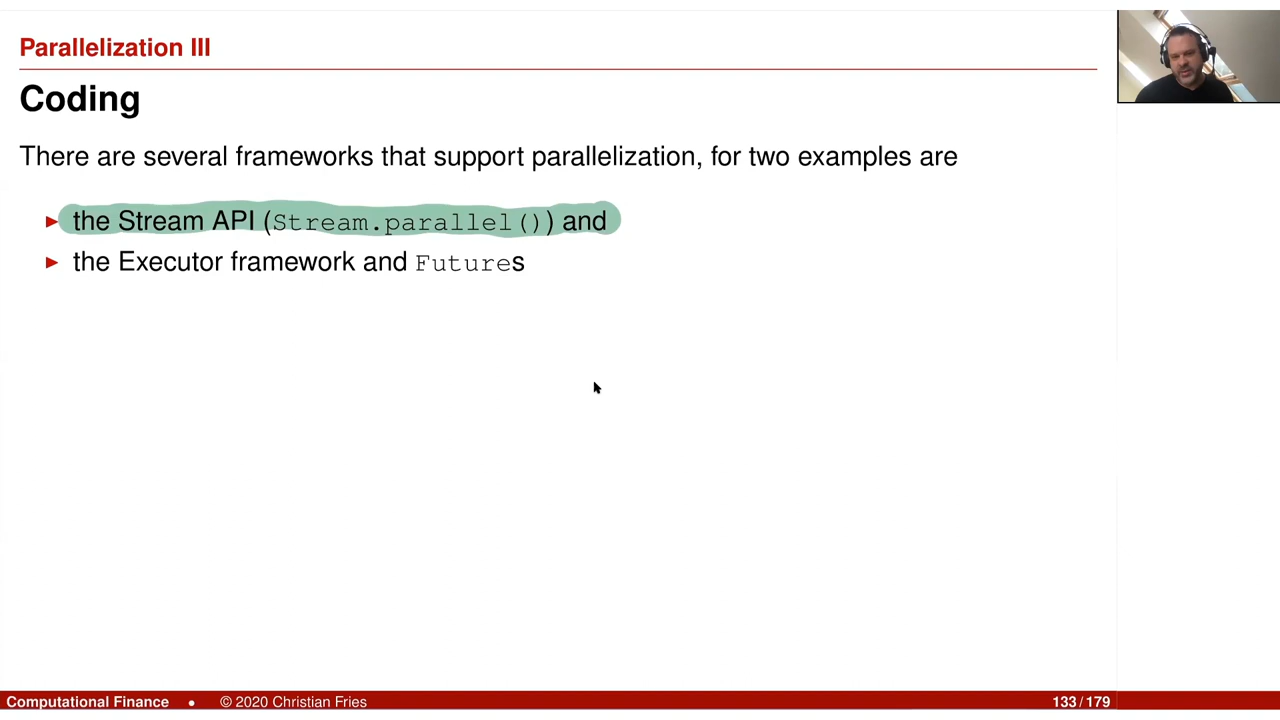 Parallelization III
Coding
There are several frameworks that support parallelization, for two examples are
▶ the Stream API (Stream.parallel()) and
▶ the Executor framework and Futures
Computational Finance • © 2020 Christian Fries 133 / 179